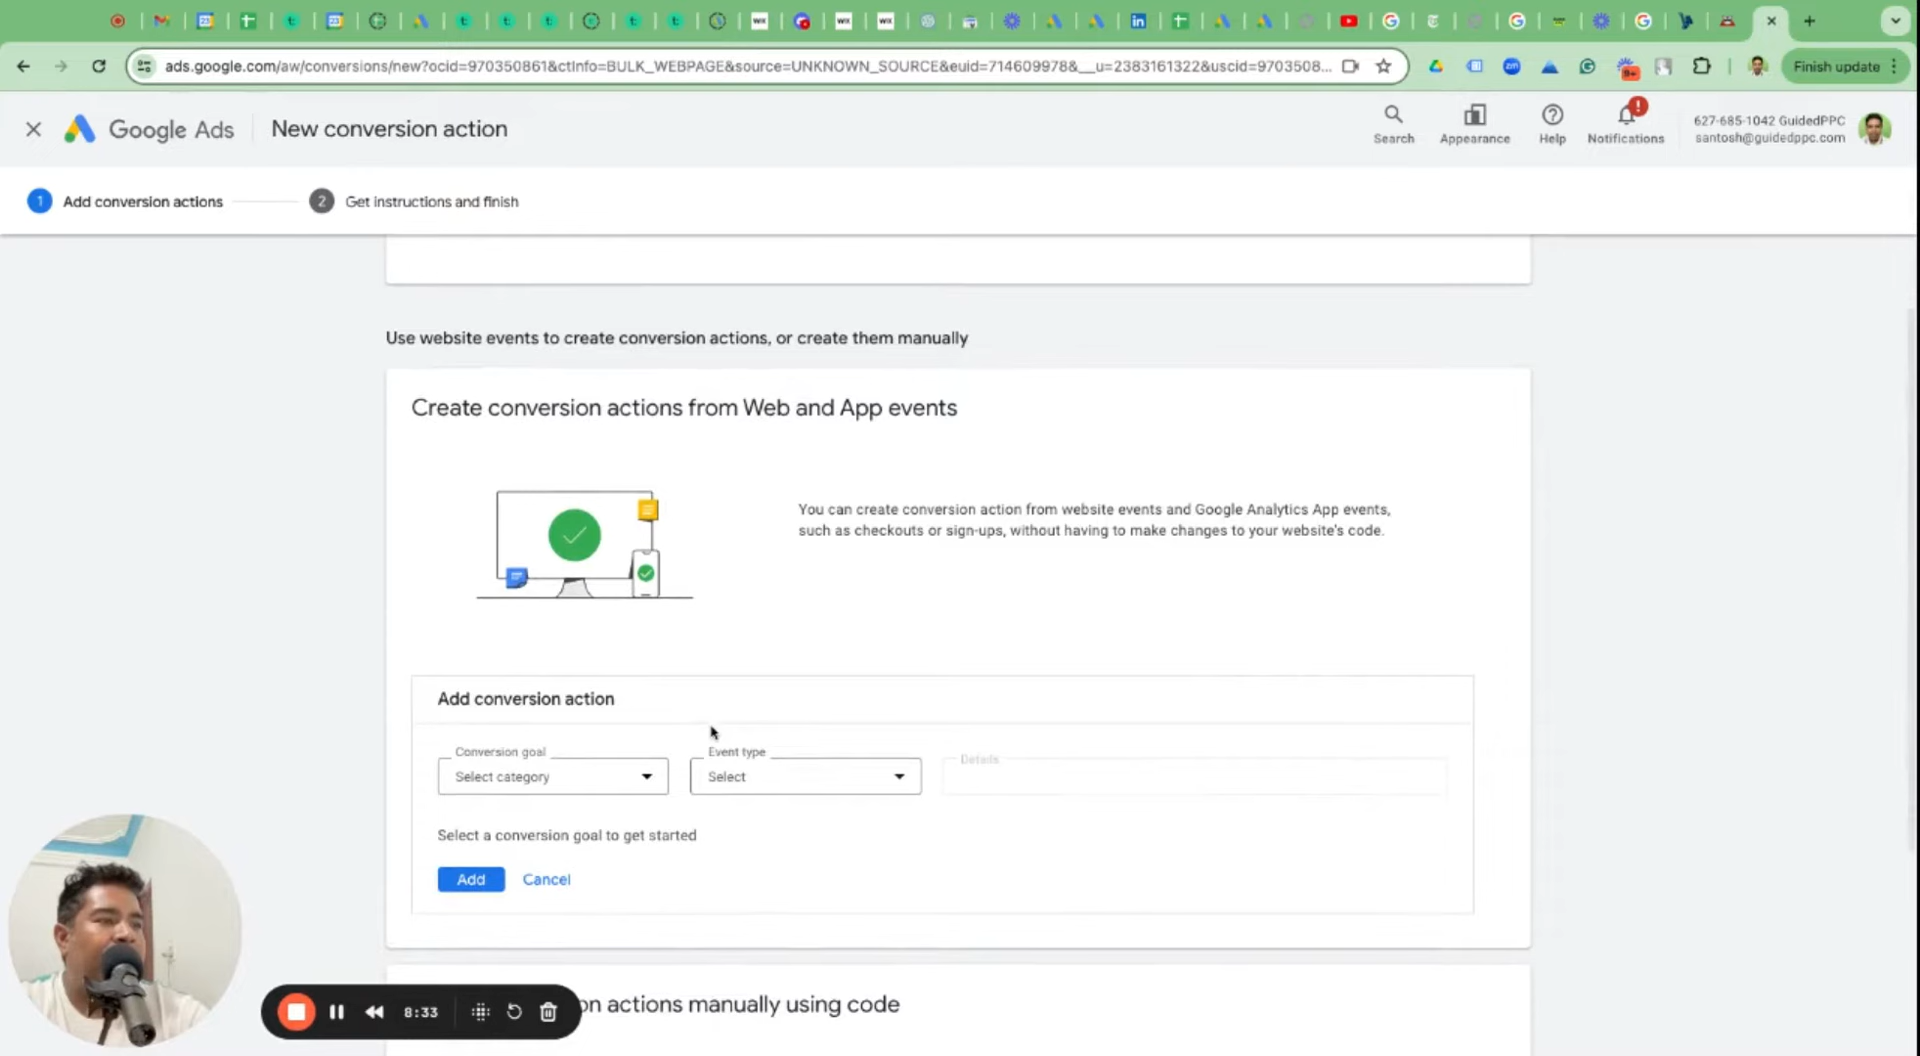 ads.google.com/aw/conversions/new?ocid=970350861&ctInfo=BULK_WEBPAGE&source=UNKNOWN_SOURCE&euid=714609978&__u=2383161322&uscid=9703508...
Finish update
Google Ads
New conversion action
Search
Appearance
Help
Notifications
627-685-1042 GuidedPPC
santosh@guidedppc.com
1 Add conversion actions
2 Get instructions and finish
Use website events to create conversion actions, or create them manually
Create conversion actions from Web and App events
You can create conversion action from website events and Google Analytics App events,
such as checkouts or sign-ups, without having to make changes to your website's code.
Add conversion action
Conversion goal
Select category
Event type
Select
Details
Select a conversion goal to get started
Add
Cancel
8:33
on actions manually using code